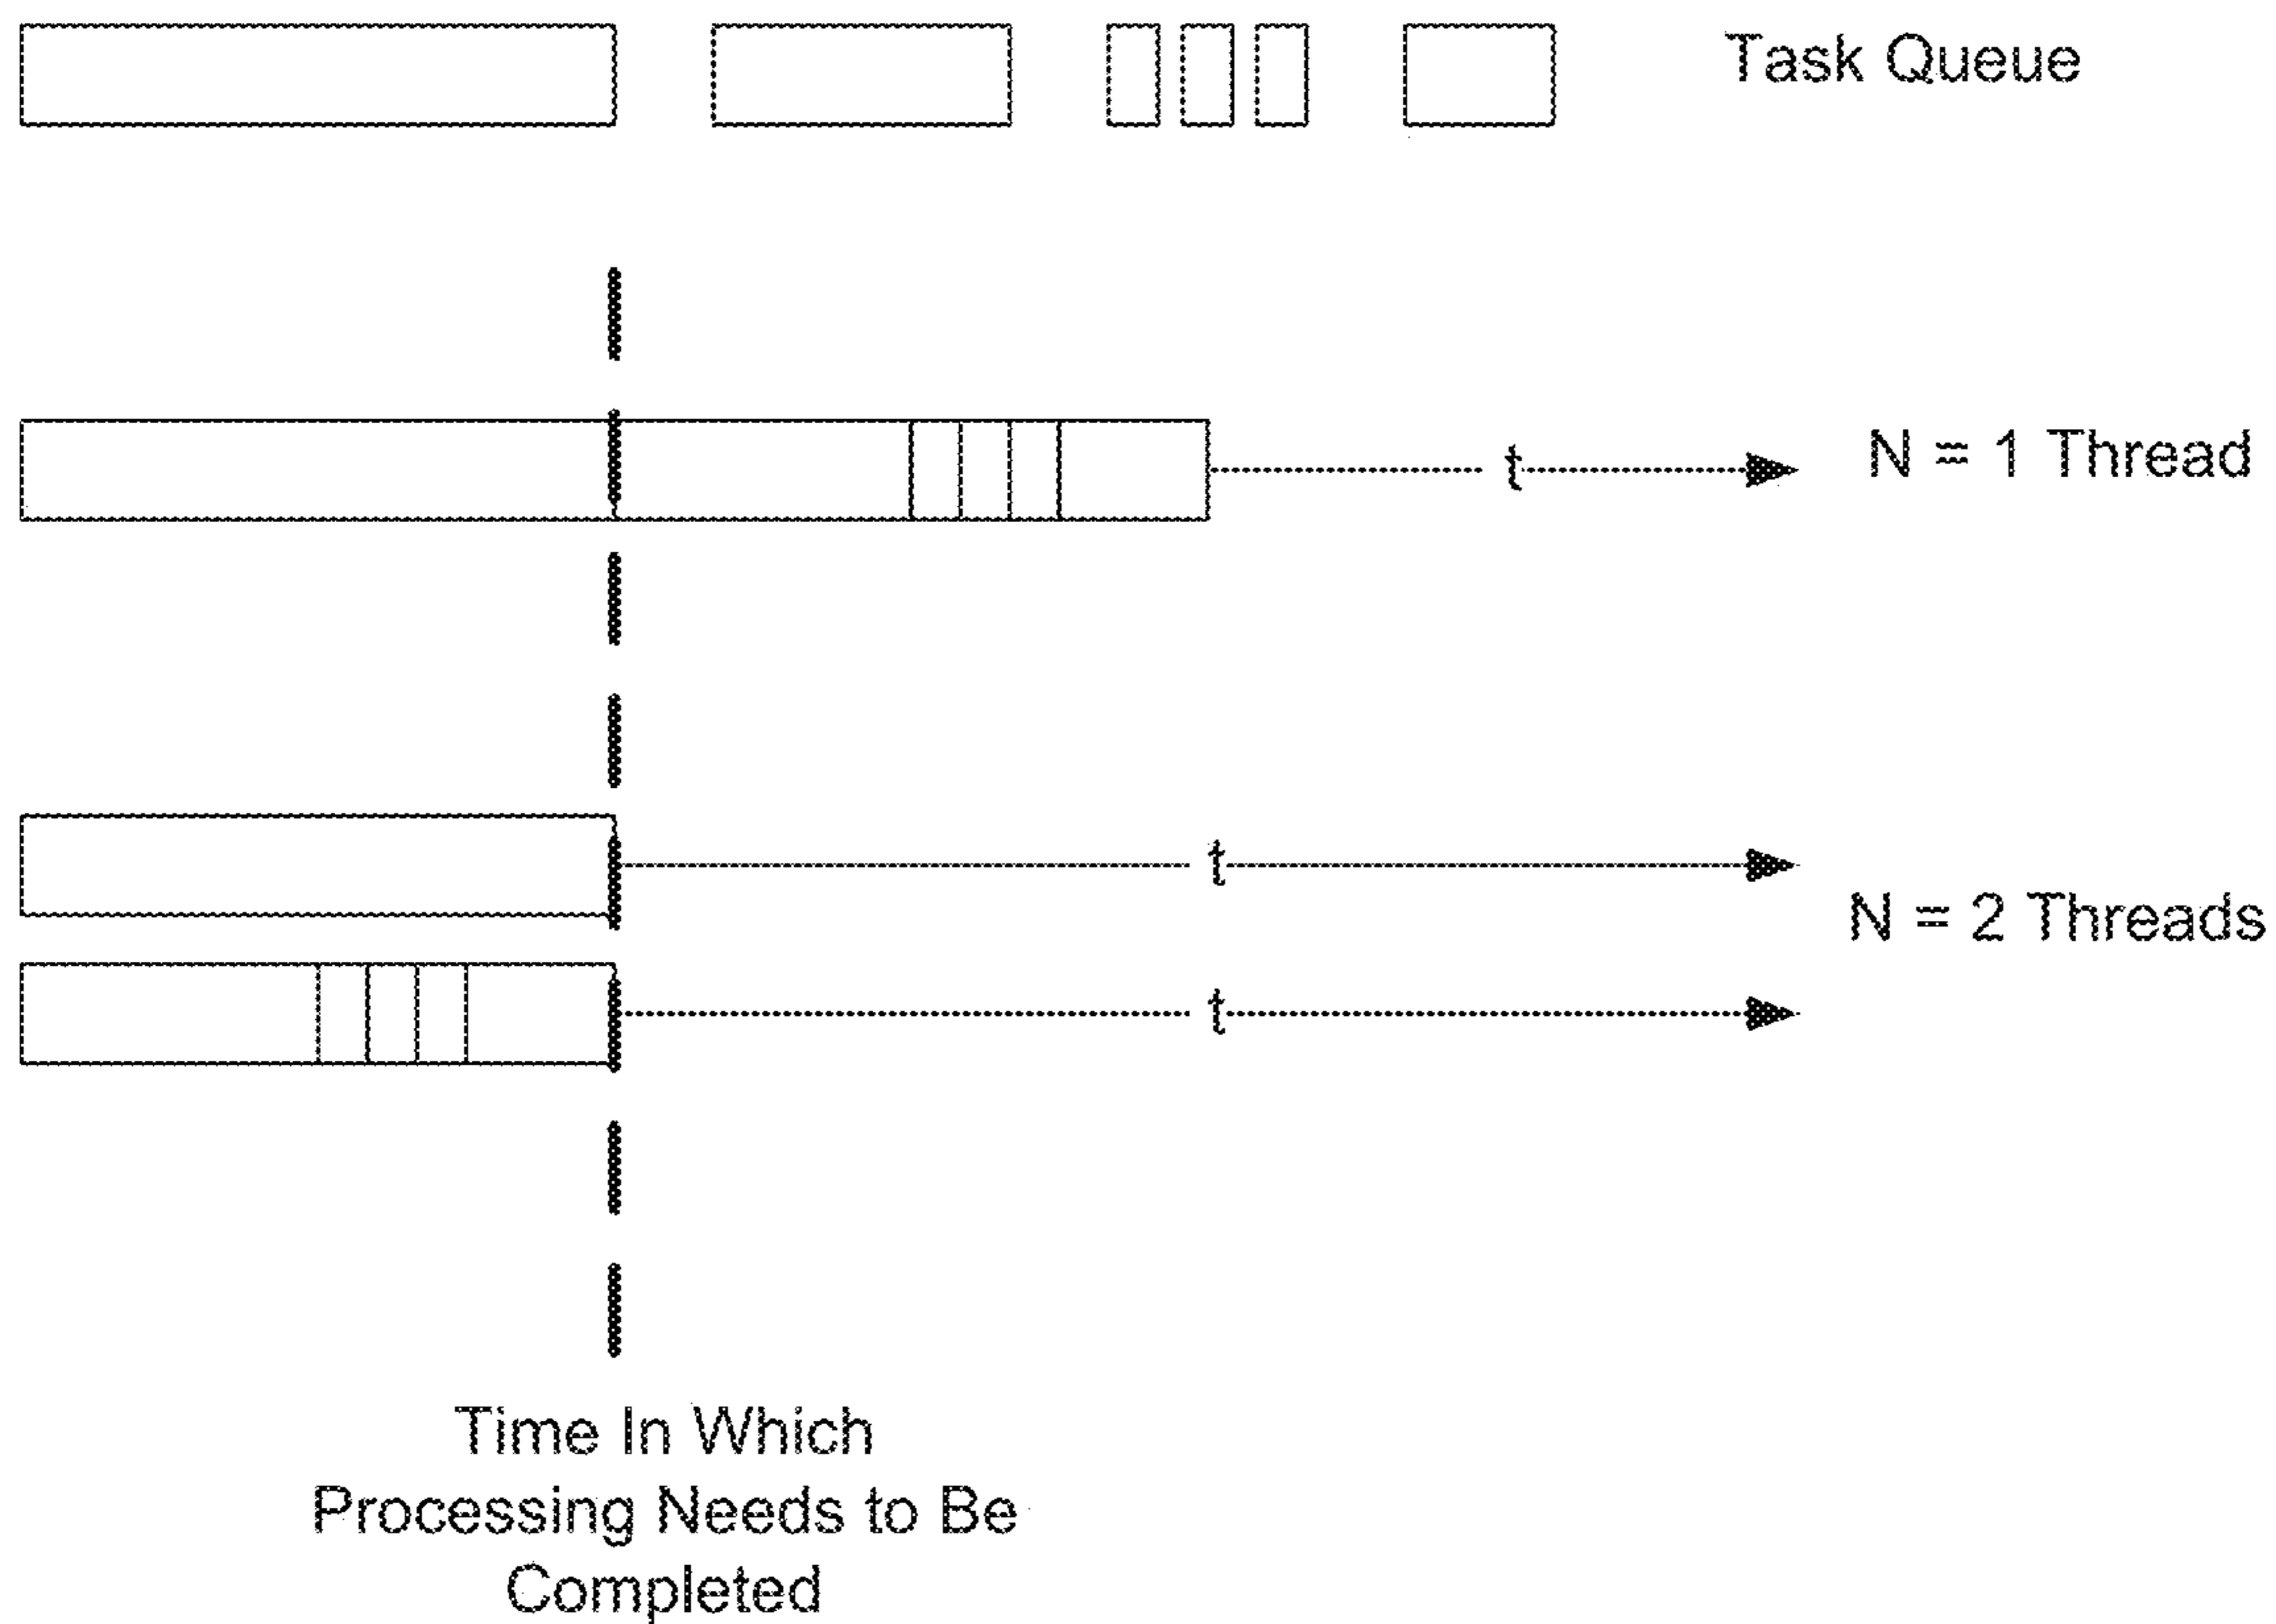 Task Queue
t
N = 1 Thread
t
N = 2 Threads
t
Time In Which
Processing Needs to Be
Completed